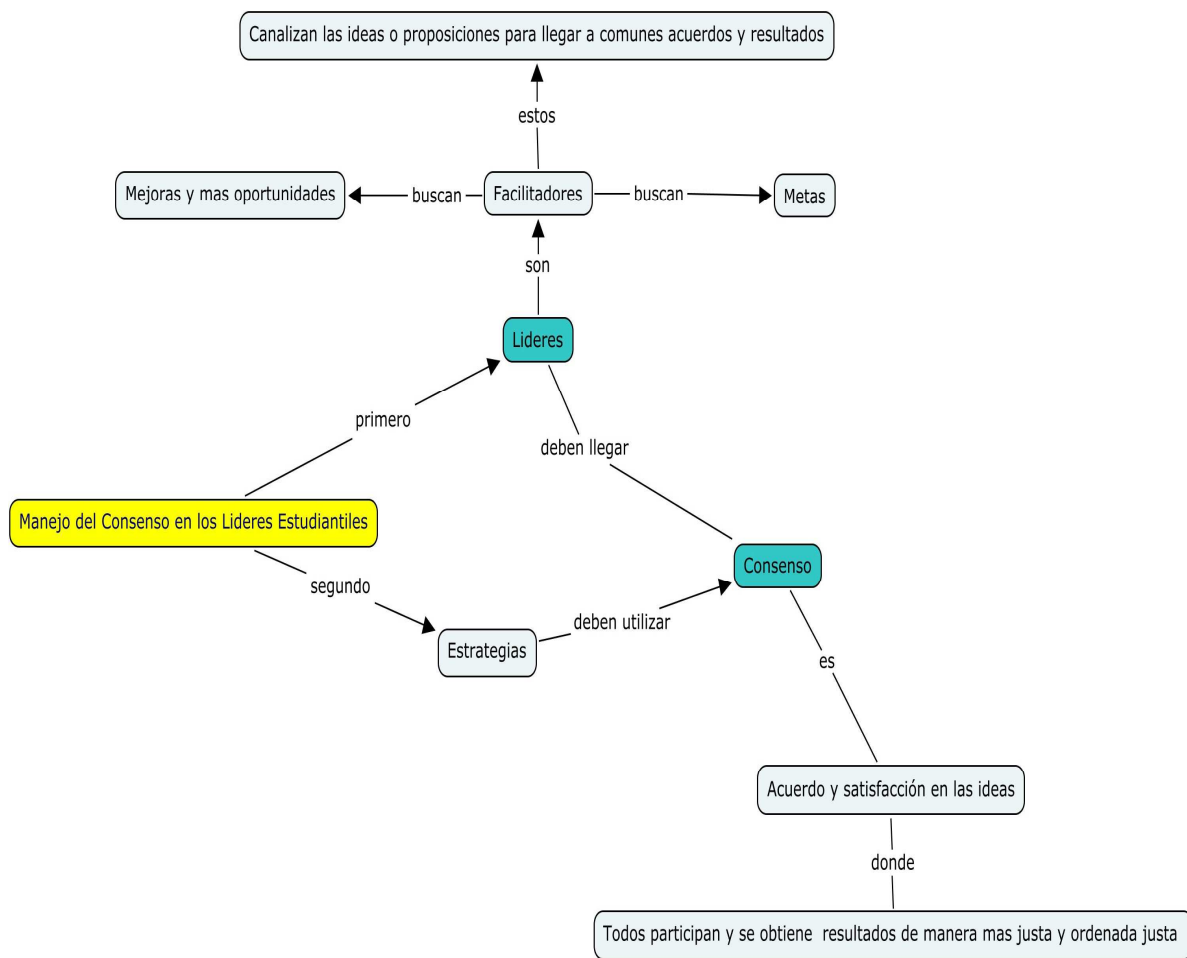 Canalizan las ideas o proposiciones para llegar a comunes acuerdos y resultados
estos
Mejoras y mas oportunidades
buscan
Facilitadores
buscan
Metas
son
Lideres
primero
deben llegar
Manejo del Consenso en los Lideres Estudiantiles
Consenso
segundo
deben utilizar
Estrategias
es
Acuerdo y satisfacción en las ideas
donde
Todos participan y se obtiene resultados de manera mas justa y ordenada justa